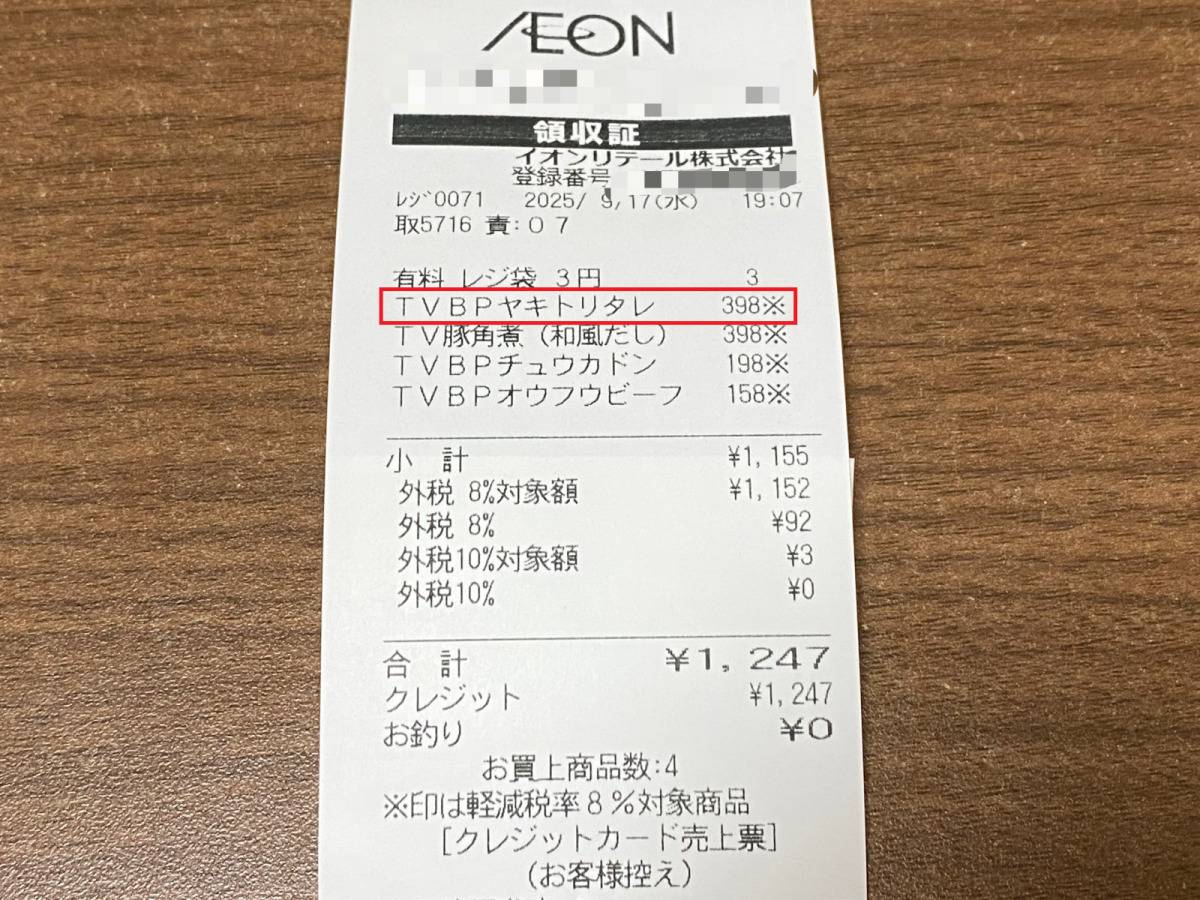 ÆON
領収証
イオンリテール株式会社
登録番号
ﾚｼﾞ0071 2025/ 9/17(水) 19:07
取5716 責:07
有料 レジ袋 3円 3
TVBPヤキトリタレ 398※
TV豚角煮(和風だし) 398※
TVBPチュウカドン 198※
TVBPオウフウビーフ 158※
小 計 ¥1,155
外税 8%対象額 ¥1,152
外税 8% ¥92
外税10%対象額 ¥3
外税10% ¥0
合 計 ¥1,247
クレジット ¥1,247
お釣り ¥0
お買上商品数:4
※印は軽減税率8%対象商品
[クレジットカード売上票]
(お客様控え)